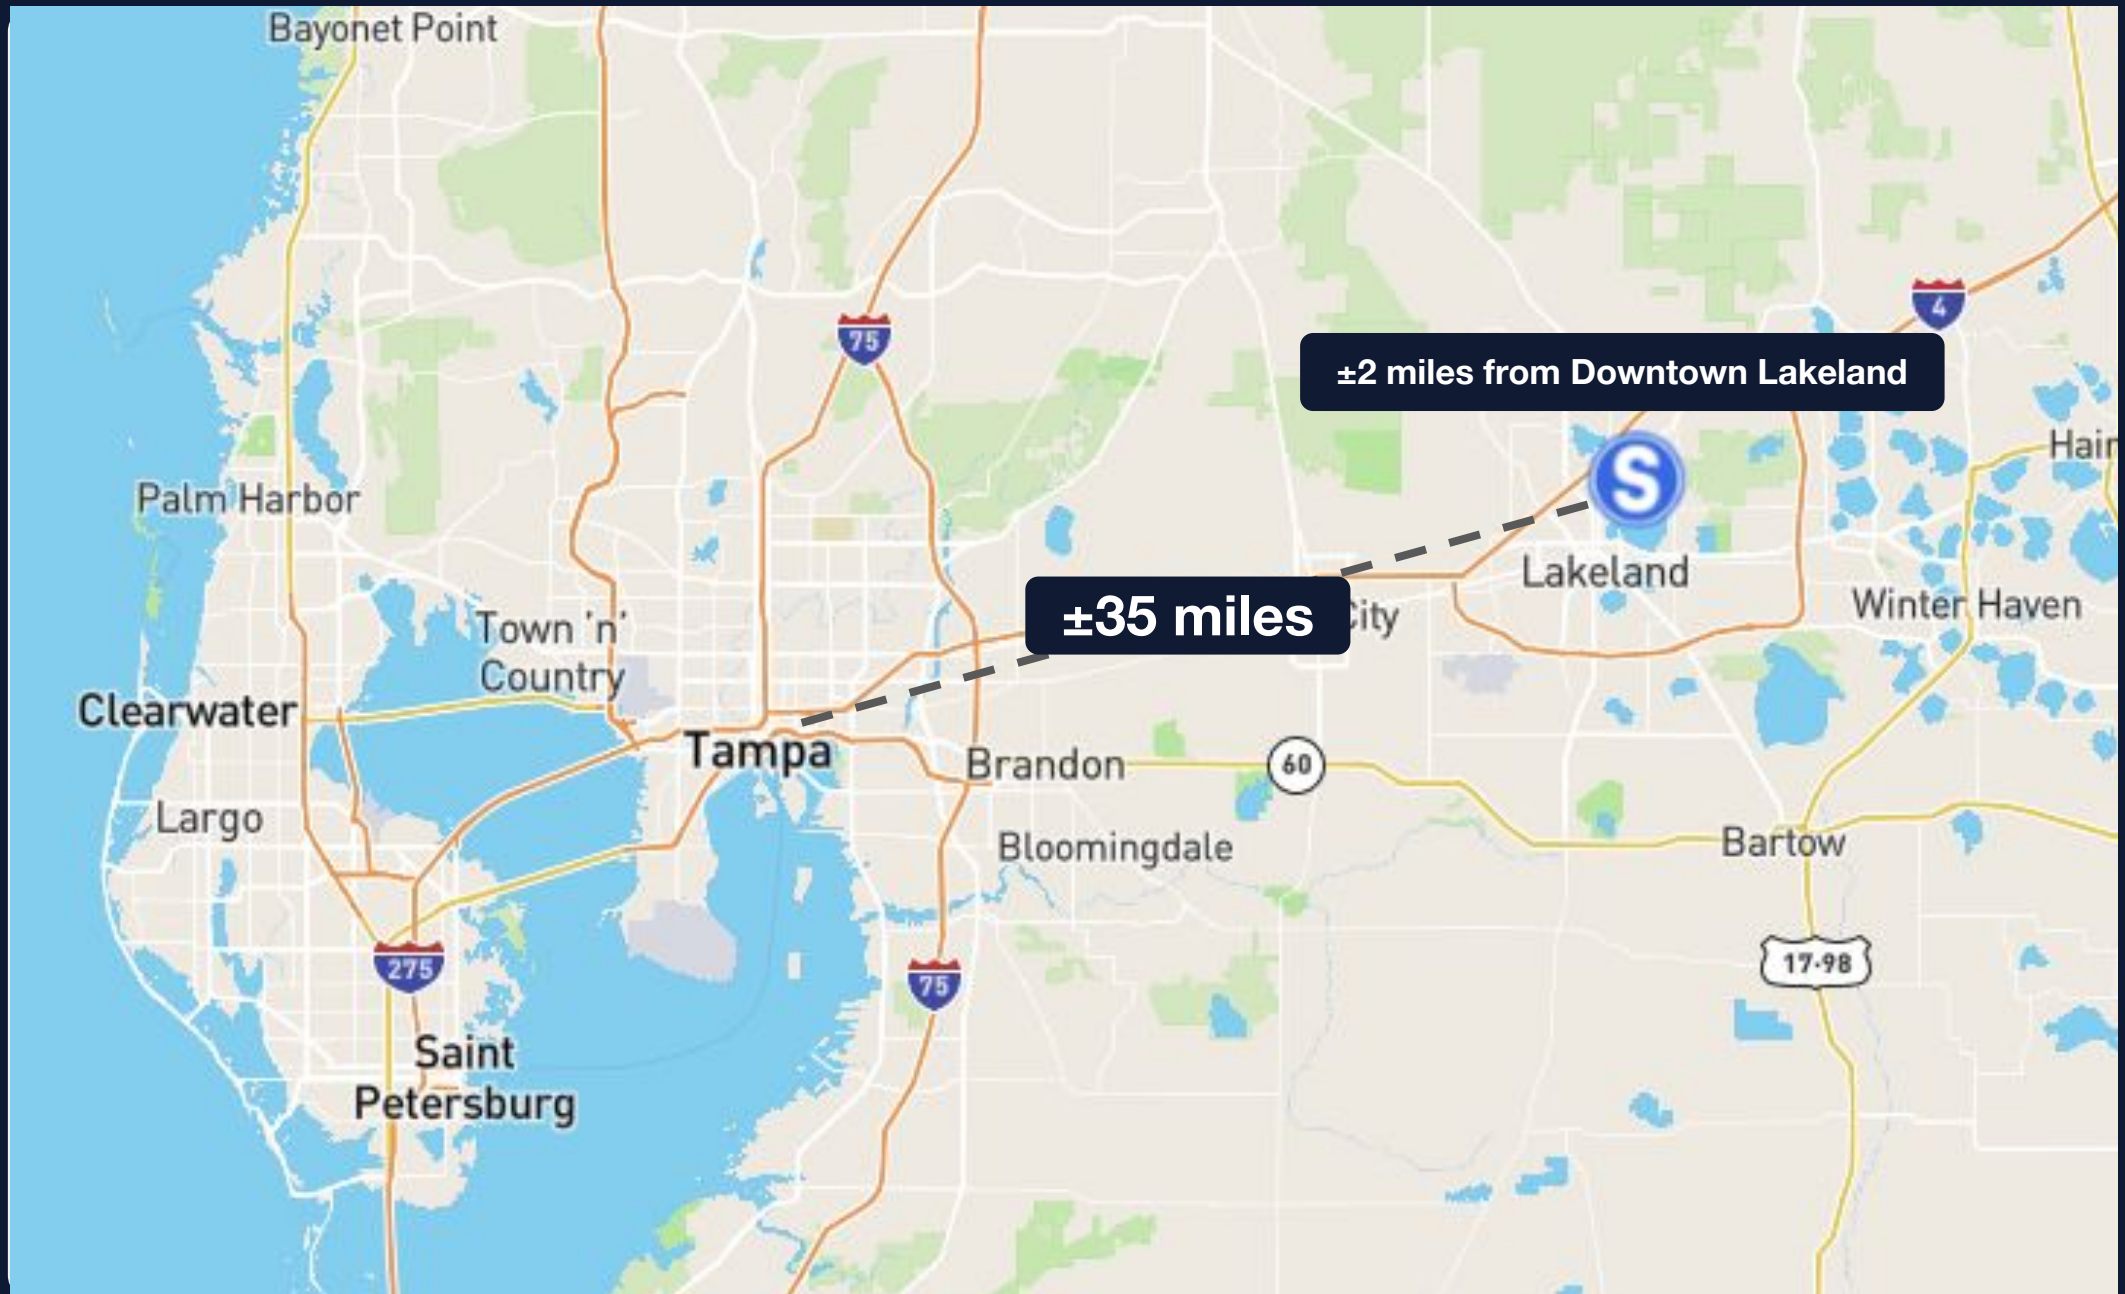 Bayonet Point
75
4
±2 miles from Downtown Lakeland
Hain
S
Palm Harbor
Lakeland
±35 miles
City
Winter Haven
Town 'n'
Country
Clearwater
Tampa
Brandon
60
Largo
Bloomingdale
Bartow
275
75
17-98
Saint
Petersburg